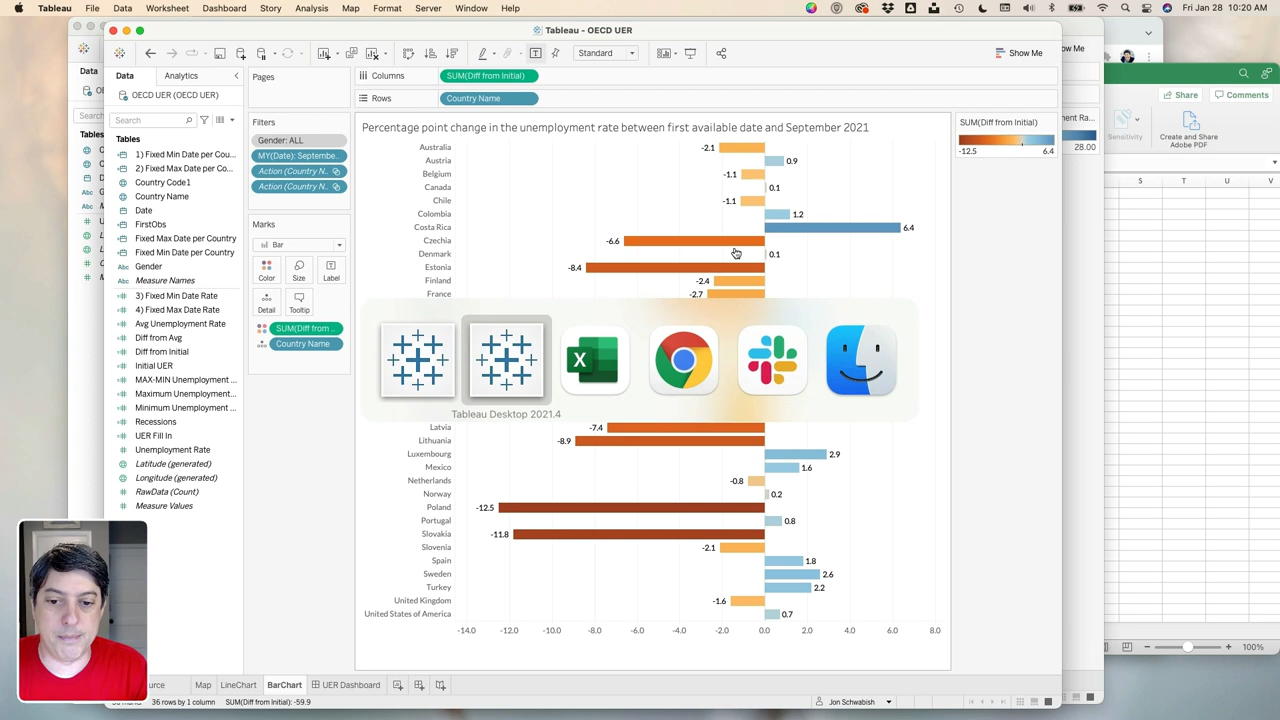 Tableau File Data Worksheet Dashboard Story Analysis Map Format Server Window Help
Fri Jan 28 10:20 AM
Tableau - OECD UER
Standard
Show Me
Data Analytics
Pages
Columns SUM(Diff from Initial)
Rows Country Name
OECD UER (OECD UER)
Search
Tables
1) Fixed Min Date per Cou...
2) Fixed Max Date per Co...
Country Code1
Country Name
Date
FirstObs
Fixed Max Date per Country
Fixed Min Date per Country
Abc Gender
Abc Measure Names
3) Fixed Min Date Rate
4) Fixed Max Date Rate
Avg Unemployment Rate
Diff from Avg
Diff from Initial
Initial UER
MAX-MIN Unemployment ...
Maximum Unemployment...
Minimum Unemployment ...
Recessions
UER Fill In
Unemployment Rate
Latitude (generated)
Longitude (generated)
RawData (Count)
Measure Values
Filters
Gender: ALL
MY(Date): Septembe..
Action (Country N..
Action (Country N..
Marks
Bar
Color Size Label
Detail Tooltip
SUM(Diff from ..
Country Name
Percentage point change in the unemployment rate between first available date and September 2021
Australia -2.1
Austria 0.9
Belgium -1.1
Canada 0.1
Chile -1.1
Colombia 1.2
Costa Rica 6.4
Czechia -6.6
Denmark 0.1
Estonia -8.4
Finland -2.4
France -2.7
Tableau Desktop 2021.4
Latvia -7.4
Lithuania -8.9
Luxembourg 2.9
Mexico 1.6
Netherlands -0.8
Norway 0.2
Poland -12.5
Portugal 0.8
Slovakia -11.8
Slovenia -2.1
Spain 1.8
Sweden 2.6
Turkey 2.2
United Kingdom -1.6
United States of America 0.7
-14.0 -12.0 -10.0 -8.0 -6.0 -4.0 -2.0 0.0 2.0 4.0 6.0 8.0
SUM(Diff from Initial)
-12.5 6.4
28.00
Share Comments
Sensitivity
Create and Share
Adobe PDF
S T U V
Map LineChart BarChart UER Dashboard
36 rows by 1 column SUM(Diff from Initial): -59.9
Jon Schwabish
100%